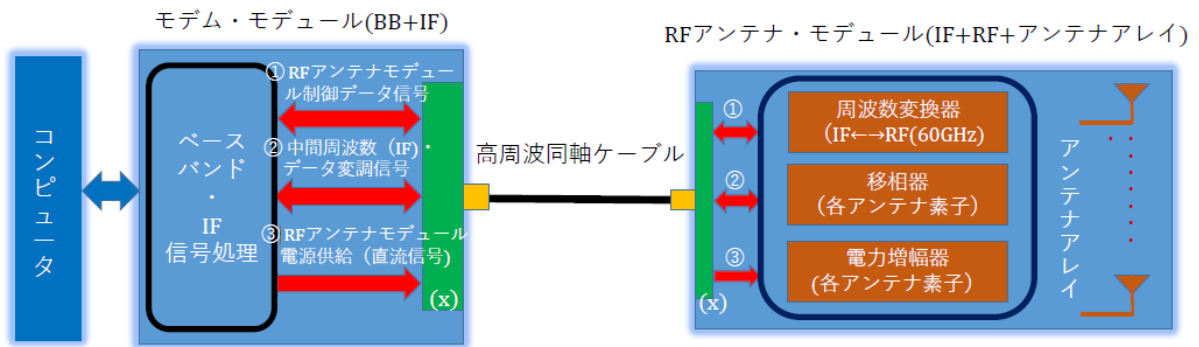 モデム・モジュール(BB+IF)
コンピュータ
ベース
バンド
・
IF
信号処理
①RFアンテナモデュー
ル制御データ信号
②中間周波数（IF)・
データ変調信号
③RFアンテナモデュール
電源供給（直流信号)
(x)
高周波同軸ケーブル
RFアンテナ・モジュール(IF+RF+アンテナアレイ)
①
②
③
(x)
周波数変換器
(IF←→RF(60GHz)
移相器
(各アンテナ素子）
電力増幅器
(各アンテナ素子）
アンテナアレイ